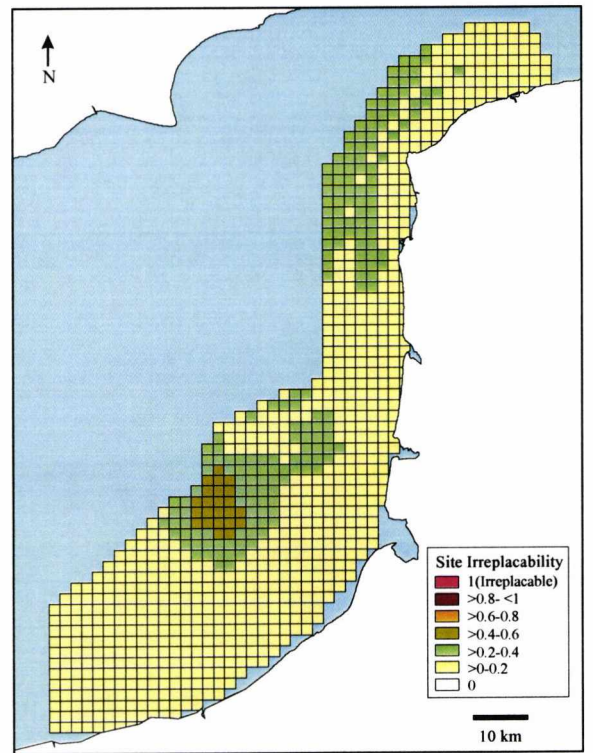 N
Site Irreplacability
1(Irreplacable)
>0.8- <1
>0.6-0.8
>0.4-0.6
>0.2-0.4
>0-0.2
0
10 km